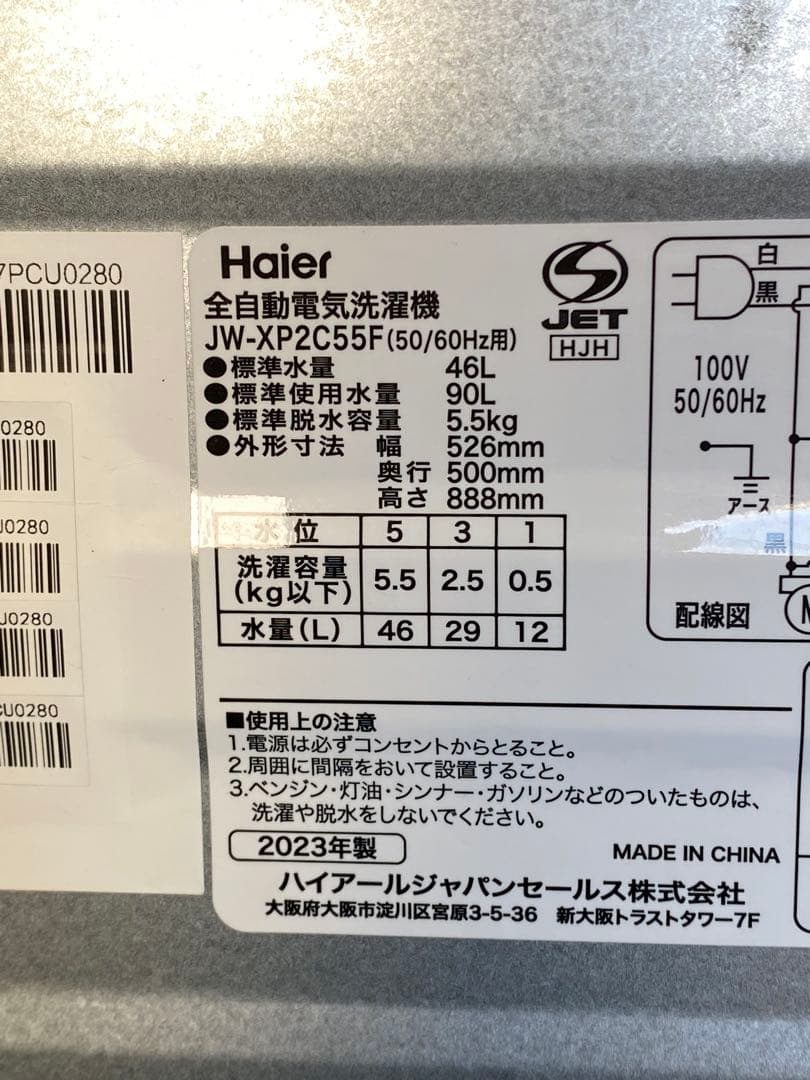 7PCU0280
0280
J0280
U0280
CU0280
Haier
全自動電気洗濯機
JW-XP2C55F(50/60Hz用)
●標準水量 46L
●標準使用水量 90L
●標準脱水容量 5.5kg
●外形寸法 幅 526mm
奥行 500mm
高さ 888mm
JET
HJH
水位 5 3 1
洗濯容量
(kg以下) 5.5 2.5 0.5
水量(L) 46 29 12
白
黒
100V
50/60Hz
アース
黒
配線図
M
■使用上の注意
1.電源は必ずコンセントからとること。
2.周囲に間隔をおいて設置すること。
3.ベンジン・灯油・シンナー・ガソリンなどのついたものは、
洗濯や脱水をしないでください。
2023年製
MADE IN CHINA
ハイアールジャパンセールス株式会社
大阪府大阪市淀川区宮原3-5-36 新大阪トラストタワー7F